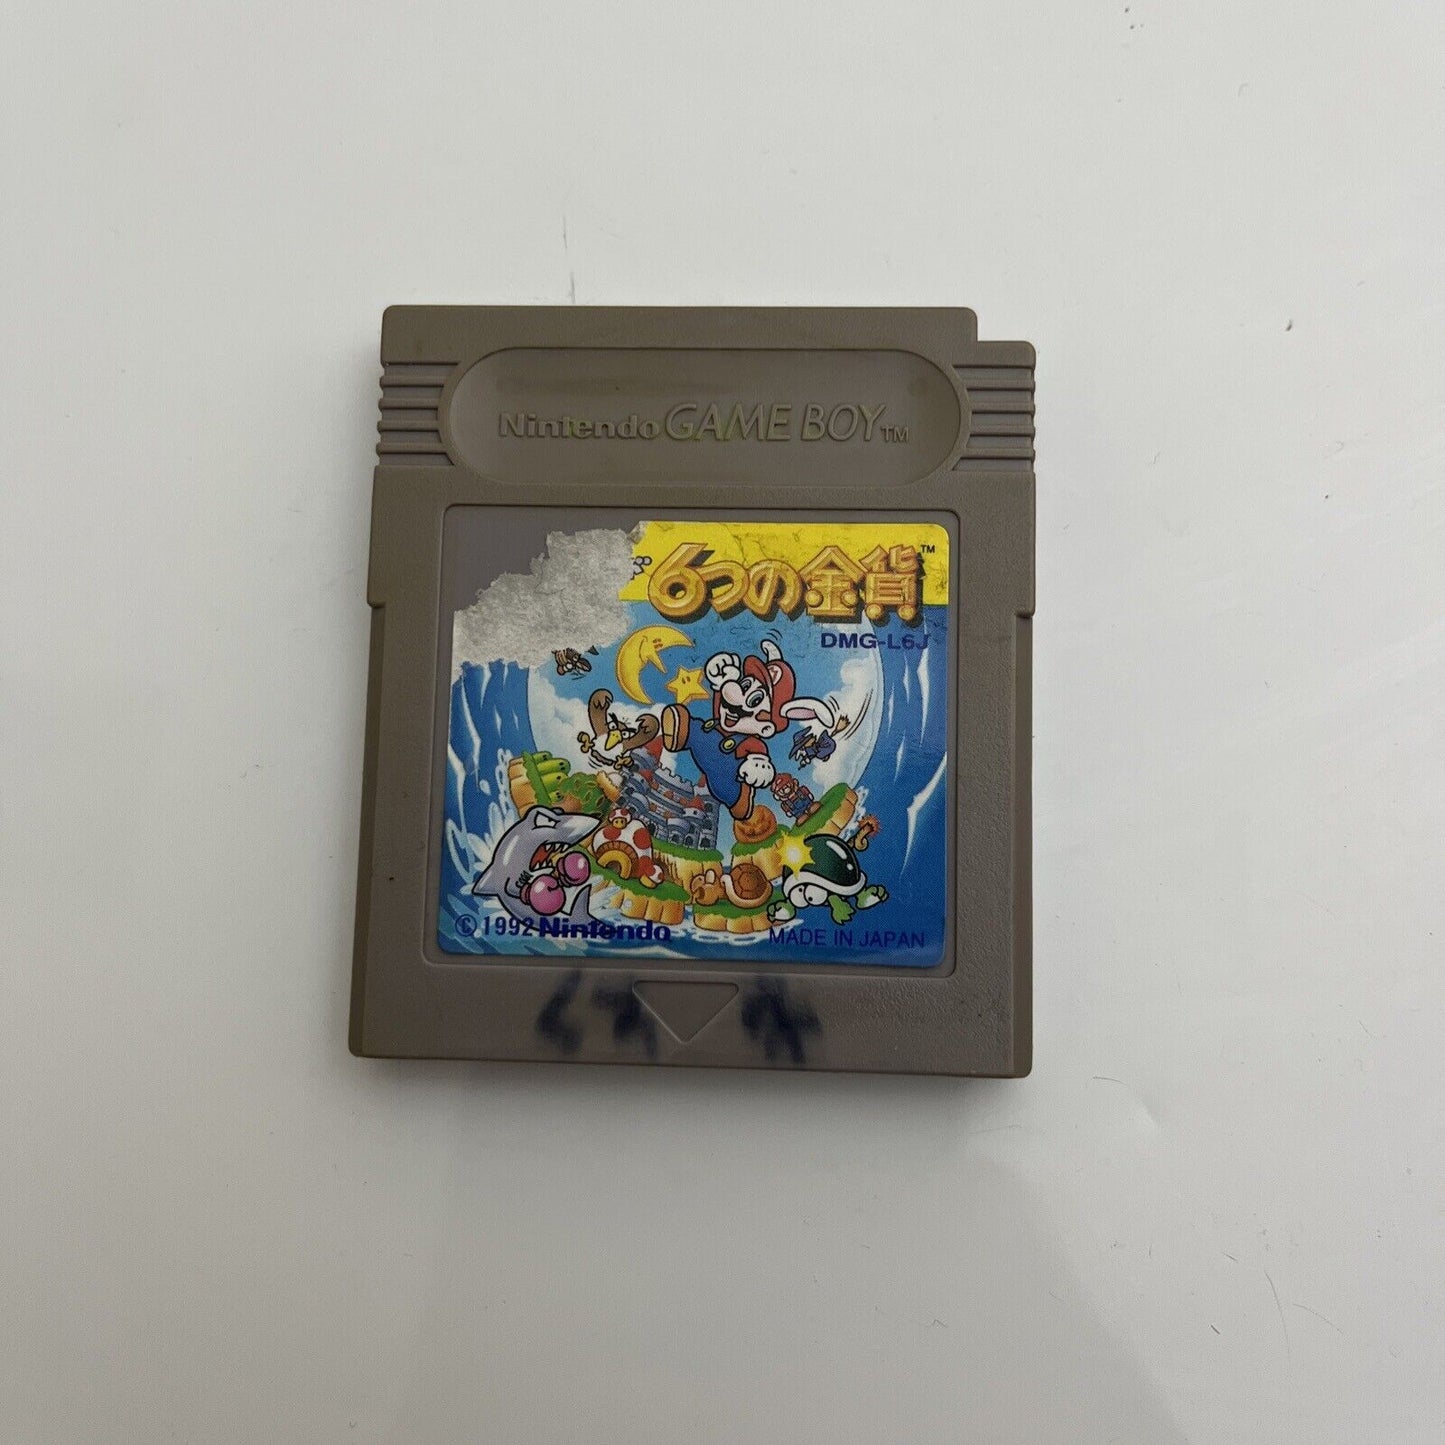 Nintendo GAME BOY TM
6つの金貨 TM
DMG-L6J
© 1992 Nintendo
MADE IN JAPAN